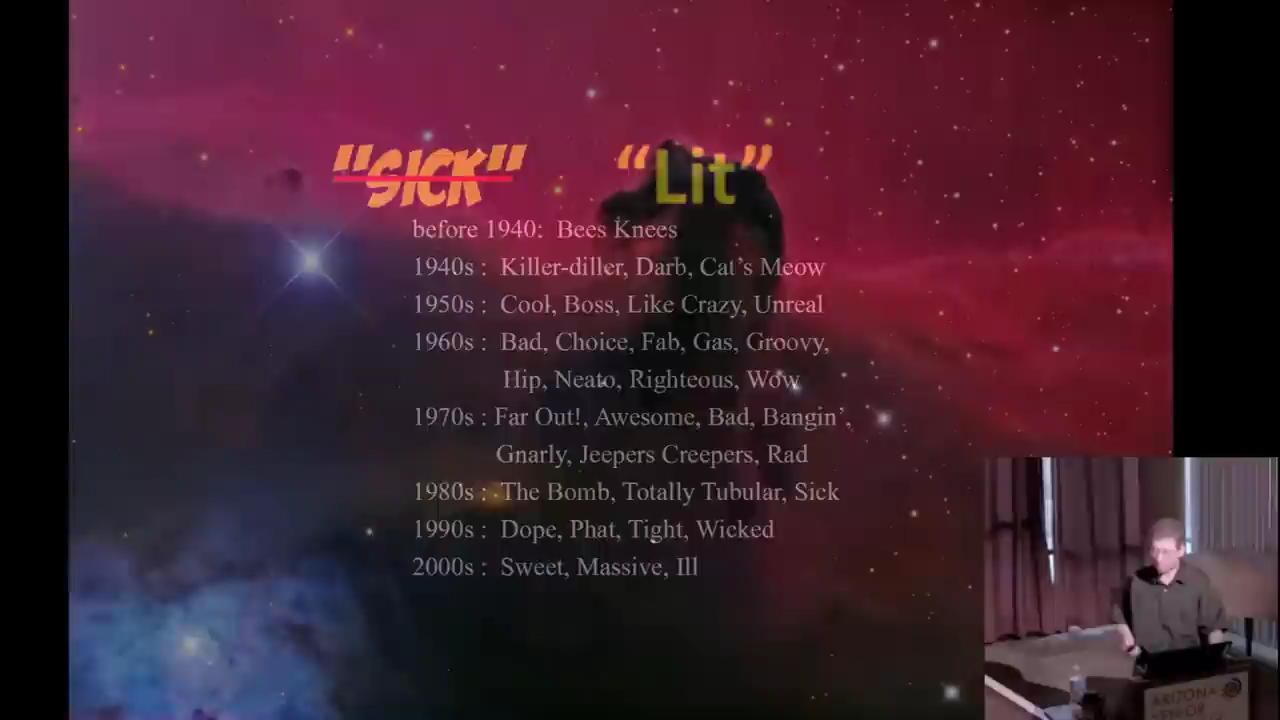 "SICK" “Lit”
before 1940: Bees Knees
1940s : Killer-diller, Darb, Cat’s Meow
1950s : Cool, Boss, Like Crazy, Unreal
1960s : Bad, Choice, Fab, Gas, Groovy,
Hip, Neato, Righteous, Wow
1970s : Far Out!, Awesome, Bad, Bangin’,
Gnarly, Jeepers Creepers, Rad
1980s : The Bomb, Totally Tubular, Sick
1990s : Dope, Phat, Tight, Wicked
2000s : Sweet, Massive, Ill
ARIZONA